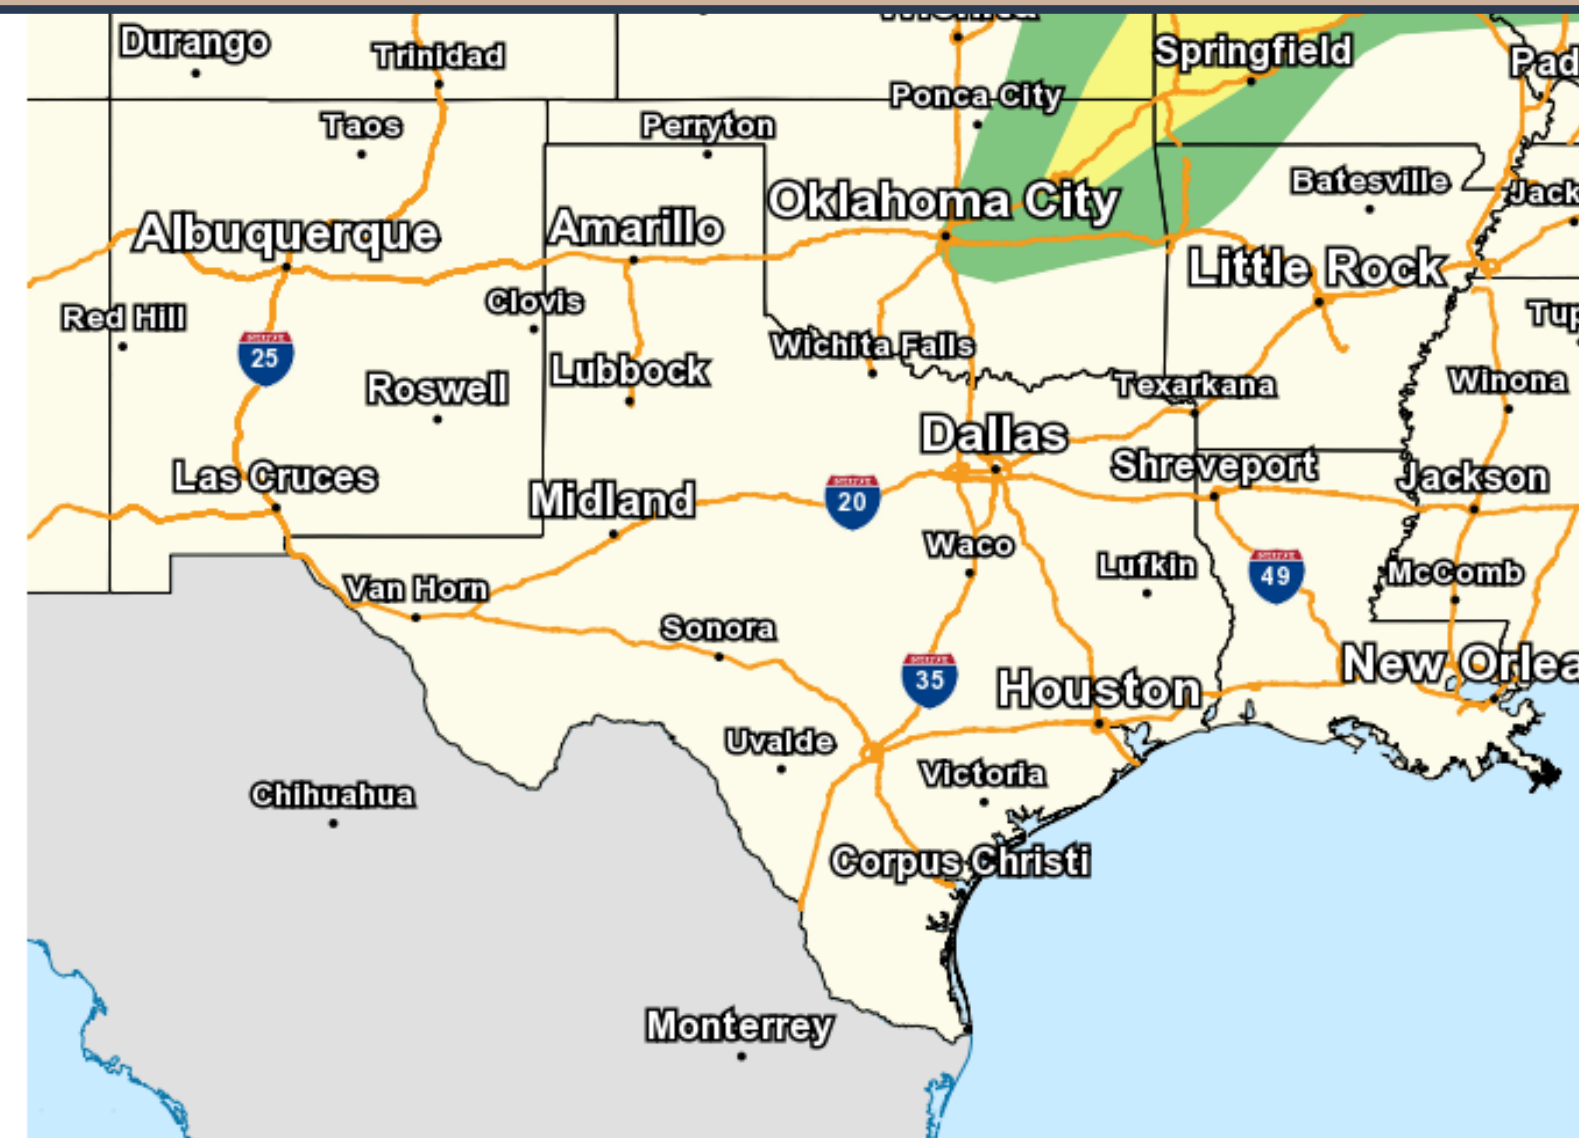 Durango
Trinidad
Springfield
Ponca City
Taos
Perryton
Batesville
Oklahoma City
Albuquerque
Amarillo
Little Rock
Clovis
Red Hill
25
Wichita Falls
Lubbock
Roswell
Texarkana
Winona
Dallas
Shreveport
Las Cruces
Jackson
Midland
20
Waco
Lufkin
49
McComb
Van Horn
Sonora
35
Houston
New Orlea
Uvalde
Victoria
Chihuahua
Corpus Christi
Monterrey